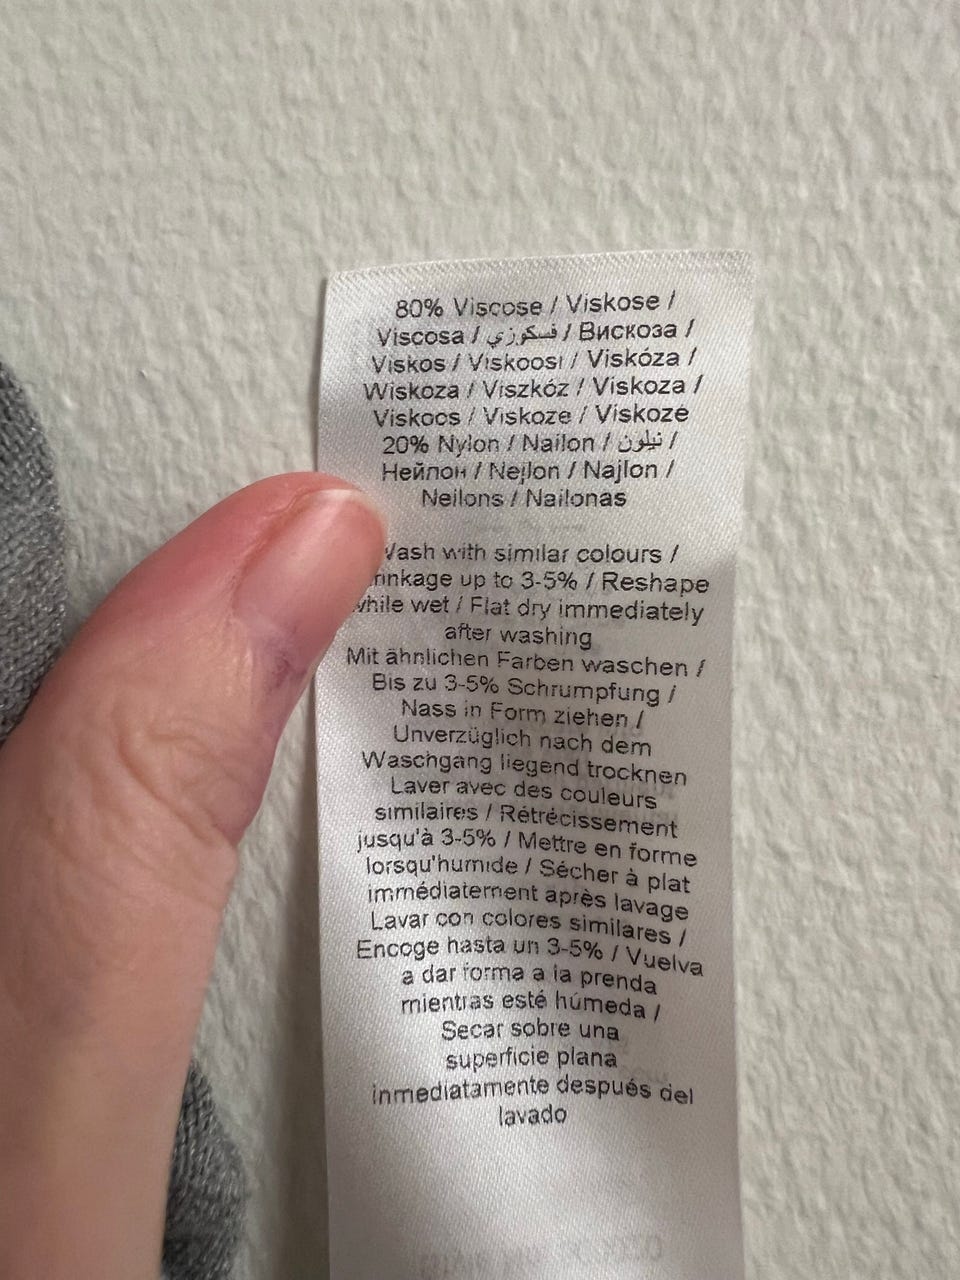 80% Viscose / Viskose /
Viscosa / فسكوزي / Вискоза /
Viskos / Viskoosi / Viskóza /
Wiskoza / Viszkóz / Viskoza /
Viskoos / Viskoze / Viskozė
20% Nylon / Nailon / نيلون /
Нейлон / Nejlon / Najlon /
Neilons / Nailonas
Wash with similar colours /
rinkage up to 3-5% / Reshape
while wet / Flat dry immediately
after washing
Mit ähnlichen Farben waschen /
Bis zu 3-5% Schrumpfung /
Nass in Form ziehen /
Unverzüglich nach dem
Waschgang liegend trocknen
Laver avec des couleurs
similaires / Rétrécissement
jusqu'à 3-5% / Mettre en forme
lorsqu'humide / Sécher à plat
immédiatement après lavage
Lavar con colores similares /
Encoge hasta un 3-5% / Vuelva
a dar forma a la prenda
mientras esté húmeda /
Secar sobre una
superficie plana
inmediatamente después del
lavado